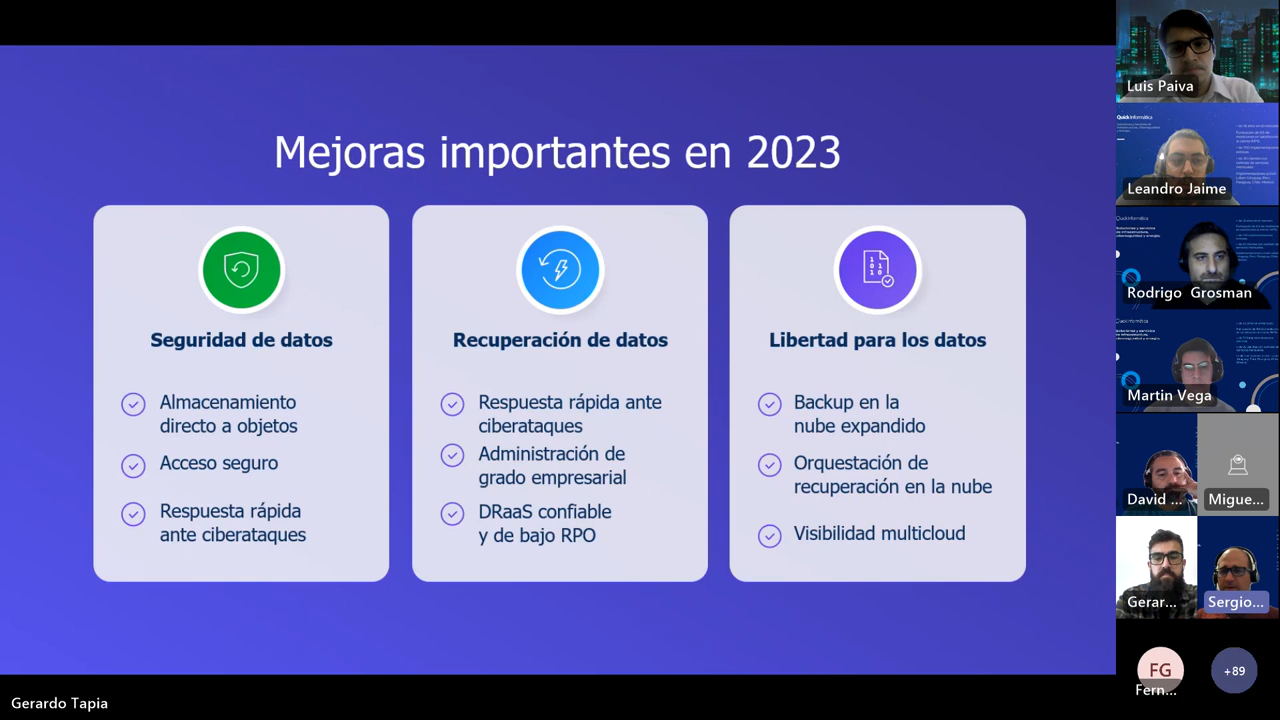 Mejoras importantes en 2023
Seguridad de datos
Almacenamiento
directo a objetos
Acceso seguro
Respuesta rápida
ante ciberataques
Recuperación de datos
Respuesta rápida ante
ciberataques
Administración de
grado empresarial
DRaaS confiable
y de bajo RPO
Libertad para los datos
Backup en la
nube expandido
Orquestación de
recuperación en la nube
Visibilidad multicloud
Gerardo Tapia
Luis Paiva
QuickInformática
Leandro Jaime
QuickInformática
Rodrigo Grosman
QuickInformática
Martin Vega
David ...
Migue...
Gerar...
Sergio...
FG
Fern...
+89